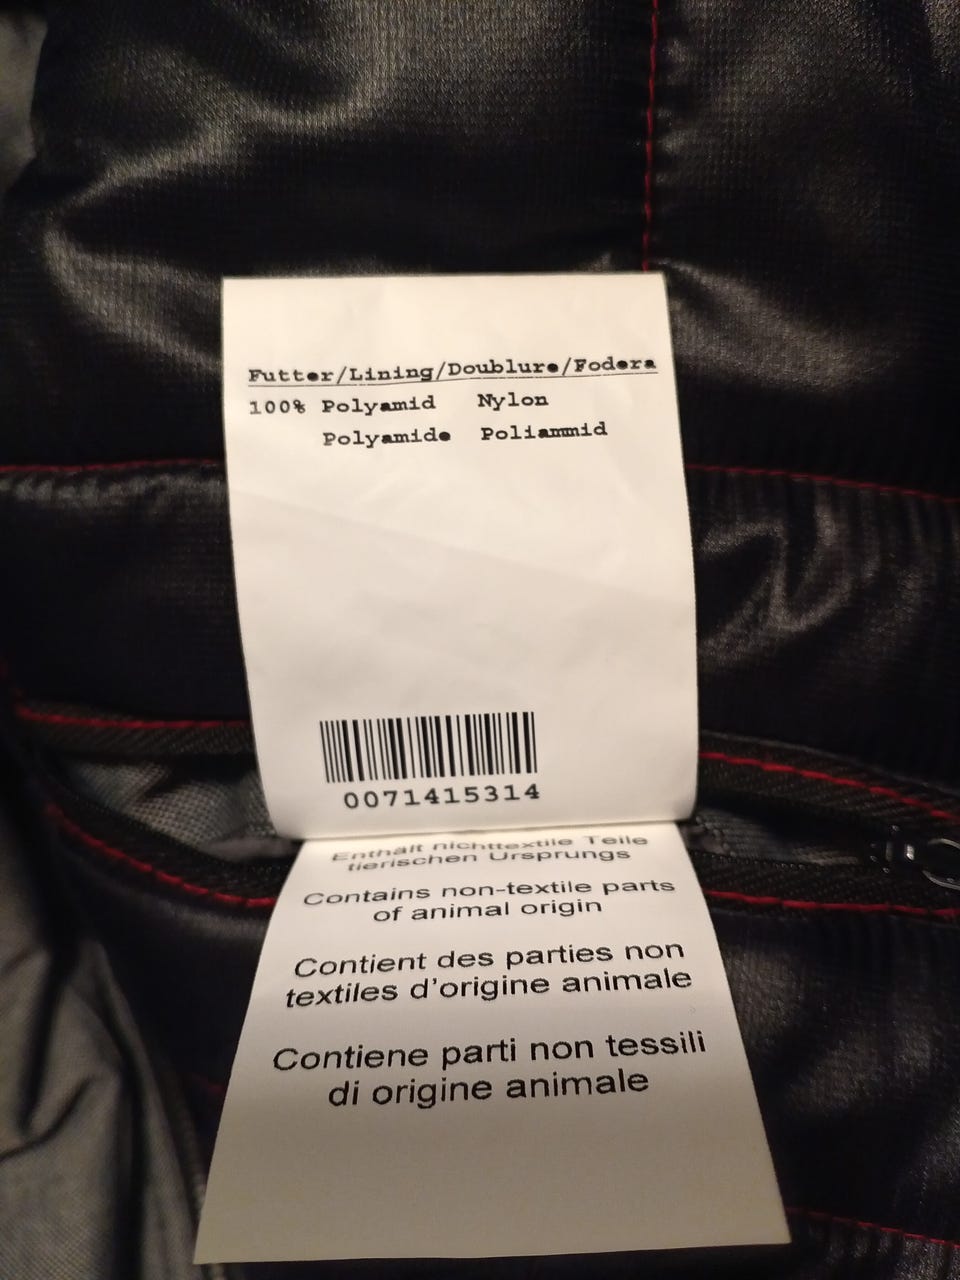 Futter/Lining/Doublure/Fodera
100% Polyamid Nylon
Polyamide Poliammid
0071415314
Enthält nichttextile Teile
tierischen Ursprungs
Contains non-textile parts
of animal origin
Contient des parties non
textiles d'origine animale
Contiene parti non tessili
di origine animale